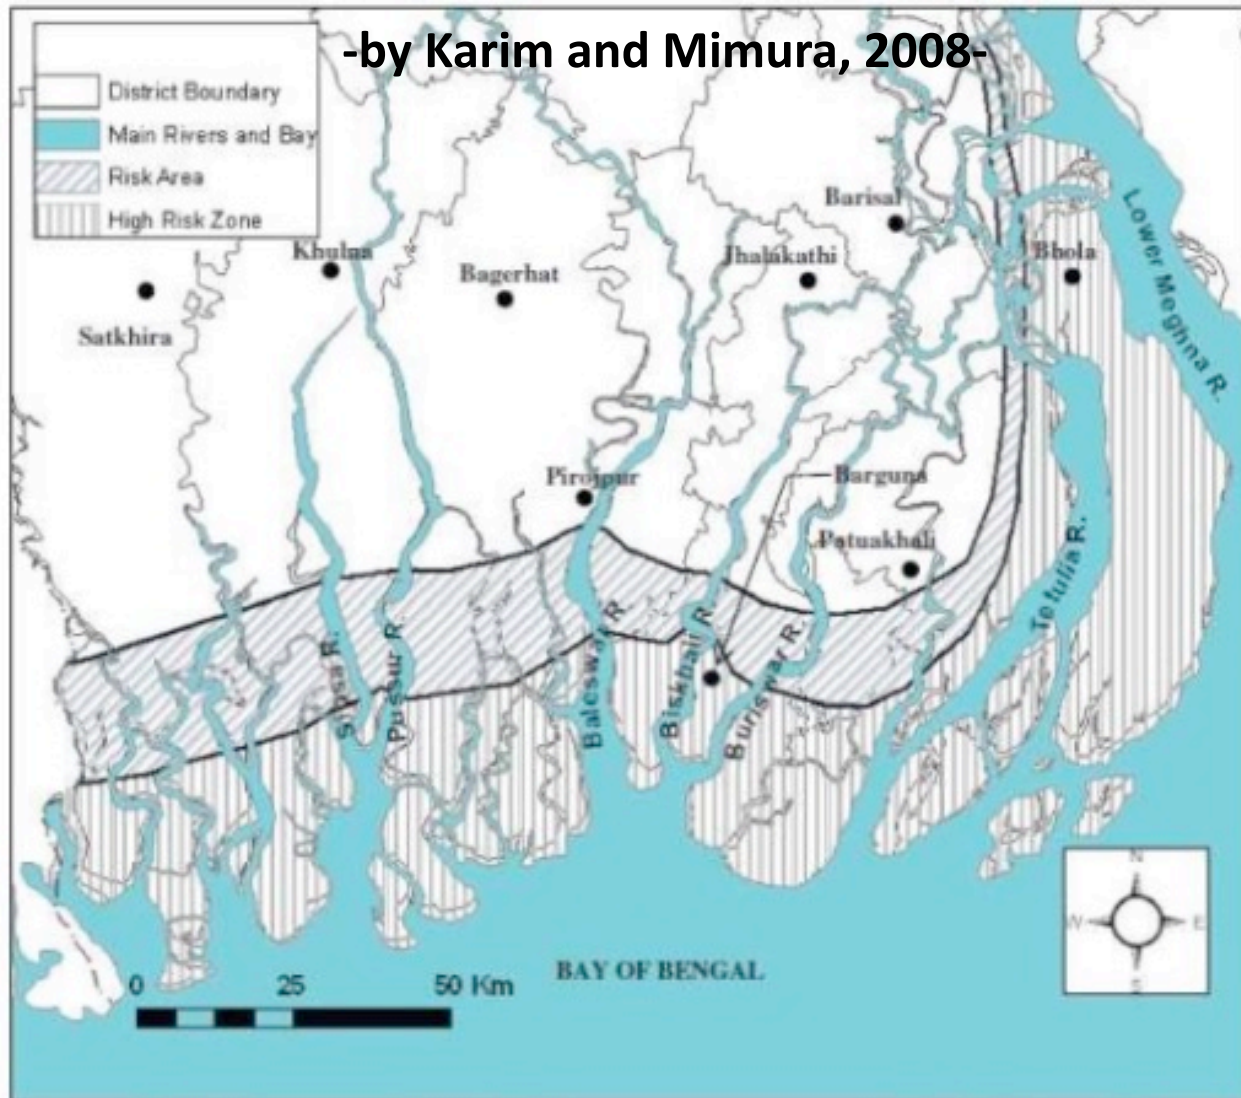 -by Karim and Mimura, 2008-
District Boundary
Main Rivers and Bay
Risk Area
High Risk Zone
Barisal
Khulna
Bagerhat
Jhalakathi
Bhola
Satkhira
Lower Meghna R.
Pirojpur
Barguna
Patuakhali
Tetulia R.
Sibsa R.
Pussur R.
Baleswar R.
Biskhali R.
Buriswar R.
N
W
E
S
0 25 50 Km
BAY OF BENGAL